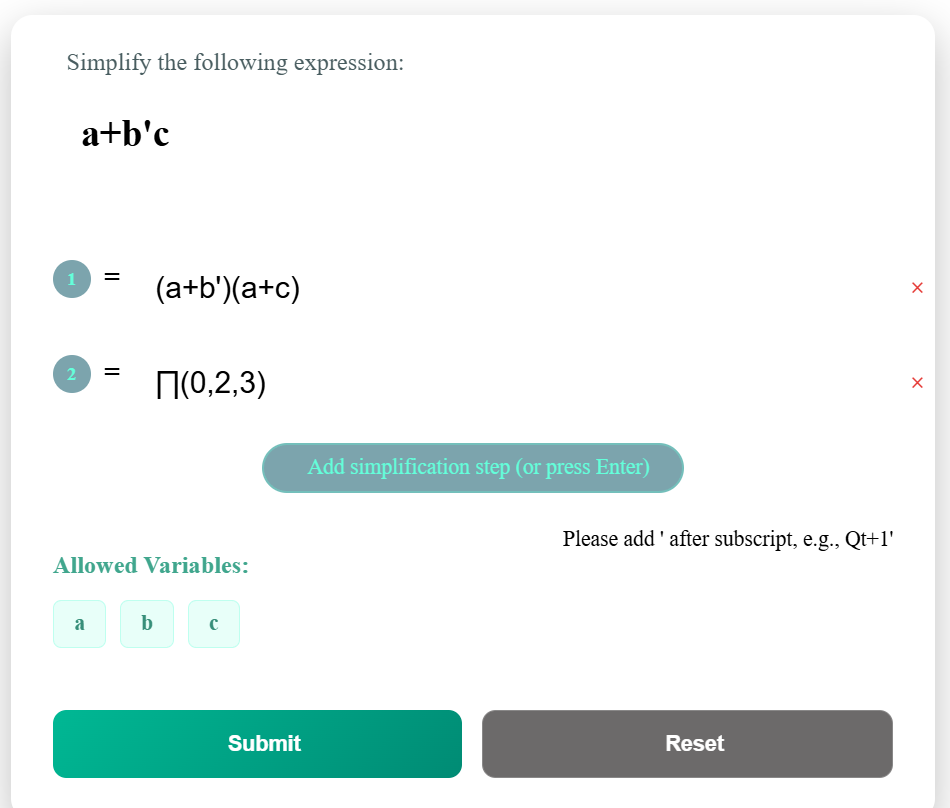 Simplify the following expression:
a+b'c
1 = (a+b')(a+c) ×
2 = ∏(0,2,3) ×
Add simplification step (or press Enter)
Please add ' after subscript, e.g., Qt+1'
Allowed Variables:
a b c
Submit Reset